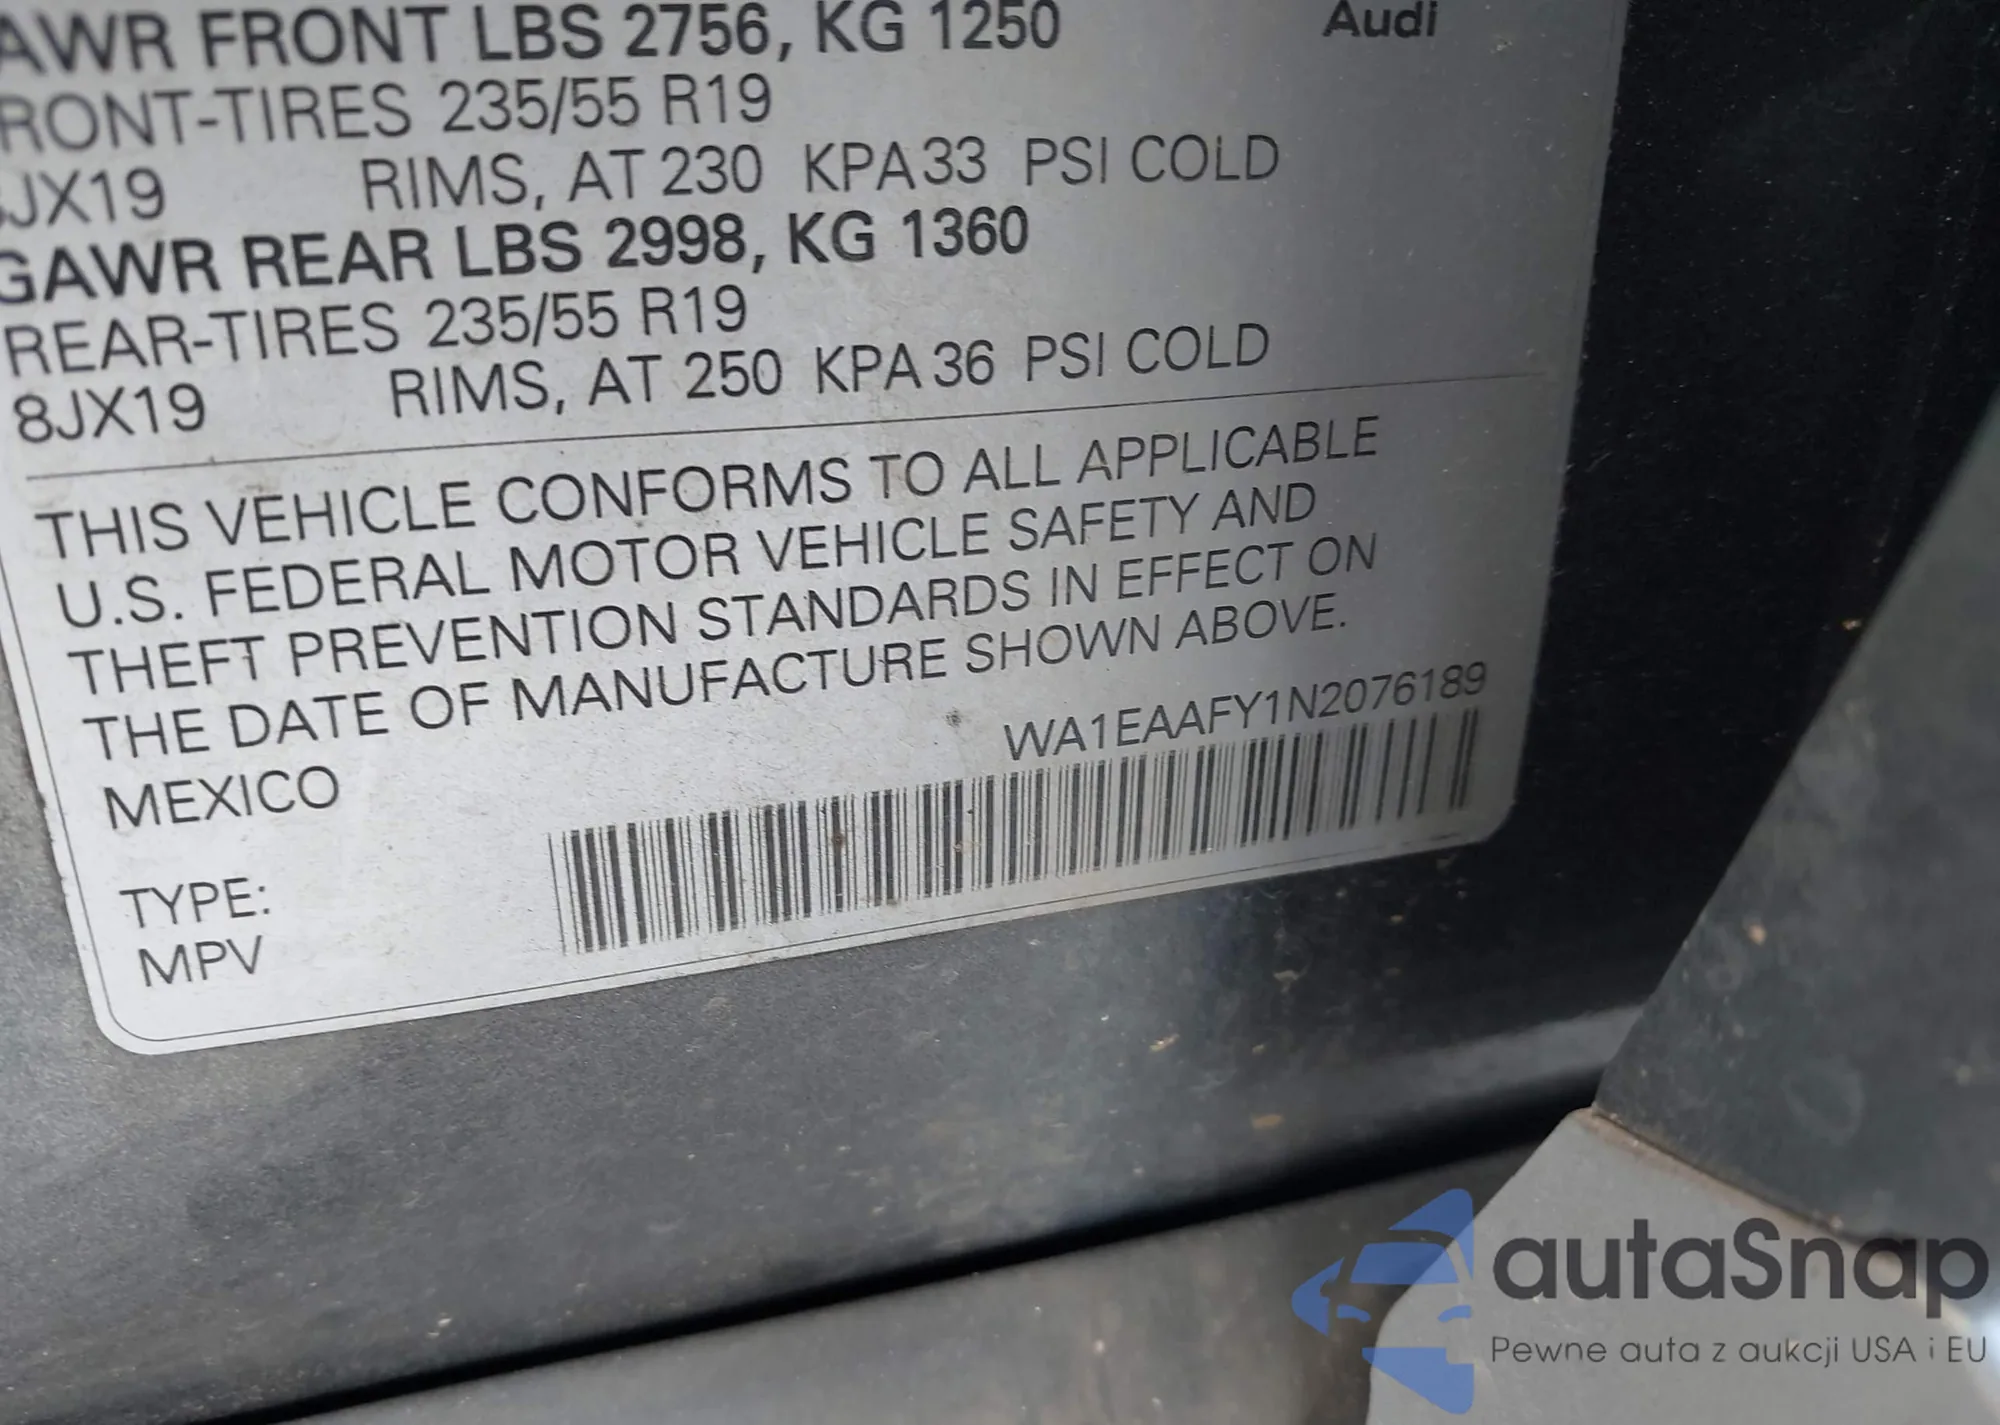 AWR FRONT LBS 2756, KG 1250
Audi
RONT-TIRES 235/55 R19
JX19 RIMS, AT 230 KPA 33 PSI COLD
GAWR REAR LBS 2998, KG 1360
REAR-TIRES 235/55 R19
8JX19 RIMS, AT 250 KPA 36 PSI COLD
THIS VEHICLE CONFORMS TO ALL APPLICABLE
U.S. FEDERAL MOTOR VEHICLE SAFETY AND
THEFT PREVENTION STANDARDS IN EFFECT ON
THE DATE OF MANUFACTURE SHOWN ABOVE.
MEXICO
WA1EAAFY1N2076189
TYPE:
MPV
autaSnap
Pewne auta z aukcji USA i EU